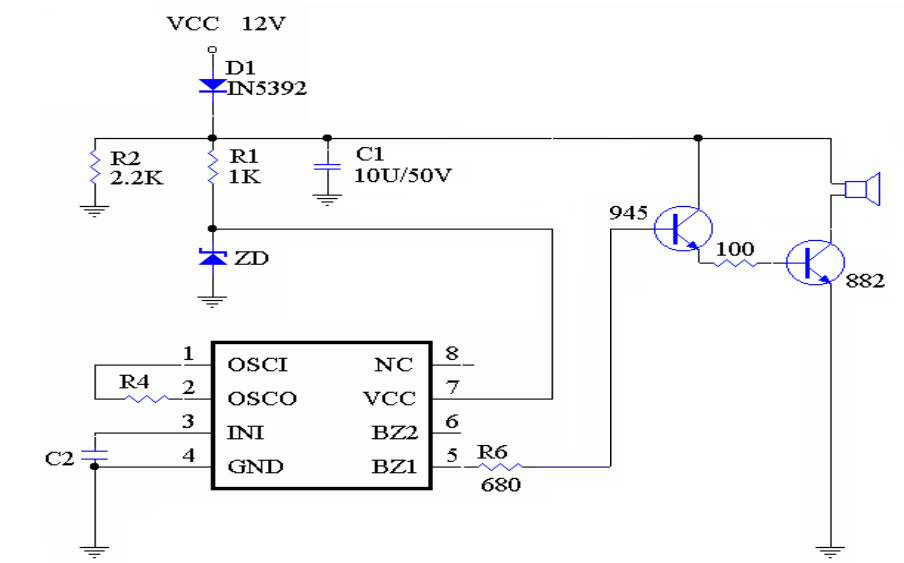 VCC 12V
D1
IN5392
R2
2.2K
R1
1K
C1
10U/50V
945
100
882
ZD
1 OSCI NC 8
R4
2 OSCO VCC 7
3 INI BZ2 6
C2
4 GND BZ1 5
R6
680